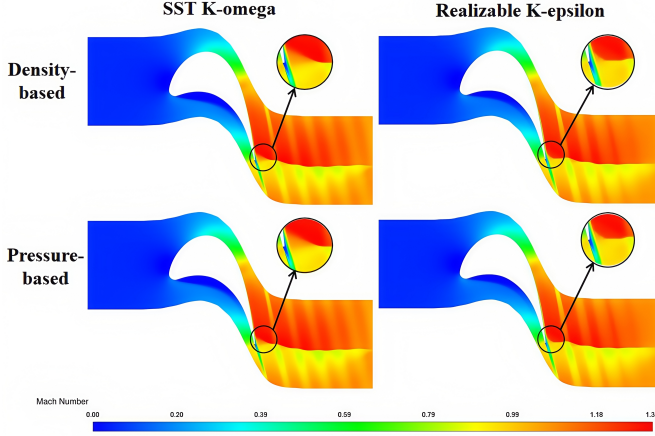 SST K-omega
Realizable K-epsilon
Density-
based
Pressure-
based
Mach Number
0.00 0.20 0.39 0.59 0.79 0.99 1.18 1.3